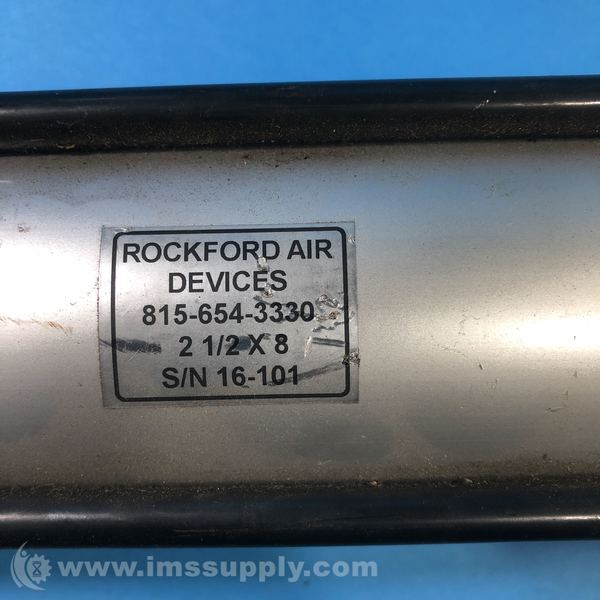 ROCKFORD AIR
DEVICES
815-654-3330
2 1/2 X 8
S/N 16-101
www.imssupply.com